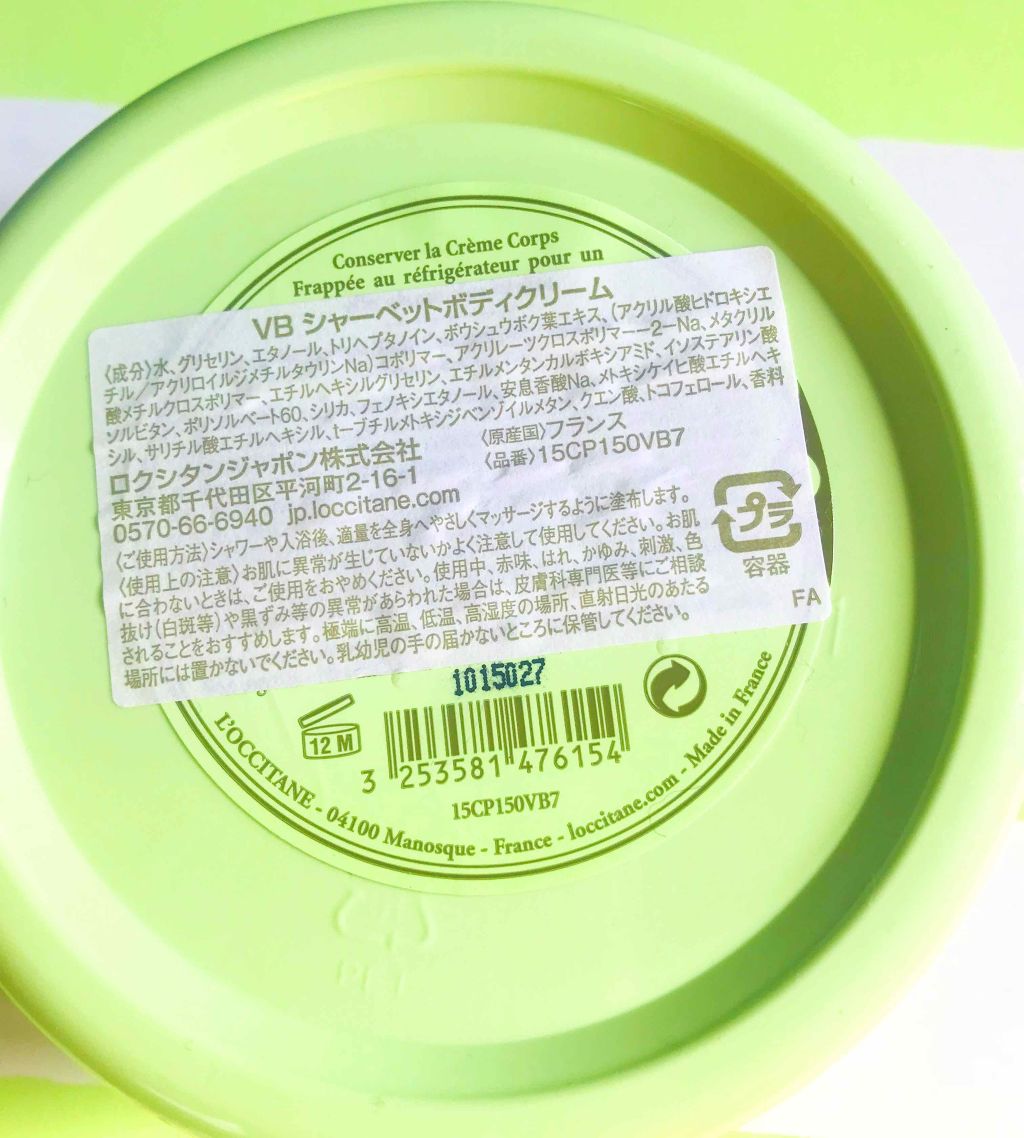 Conserver la Crème Corps
Frappée au réfrigérateur pour un
VB シャーベットボディクリーム
〈成分〉水、グリセリン、エタノール、トリヘプタノイン、ボウシュウボク葉エキス、(アクリル酸ヒドロキシエ
チル/アクリロイルジメチルタウリンNa)コポリマー、アクリレーツクロスポリマー-2-Na、メタクリル
酸メチルクロスポリマー、エチルヘキシルグリセリン、エチルメンタンカルボキシアミド、イソステアリン酸
ソルビタン、ポリソルベート60、シリカ、フェノキシエタノール、安息香酸Na、メトキシケイヒ酸エチルヘキ
シル、サリチル酸エチルヘキシル、t-ブチルメトキシジベンゾイルメタン、クエン酸、トコフェロール、香料
ロクシタンジャポン株式会社
〈原産国〉フランス
東京都千代田区平河町2-16-1
〈品番〉15CP150VB7
0570-66-6940 jp.loccitane.com
〈ご使用方法〉シャワーや入浴後、適量を全身へやさしくマッサージするように塗布します。
〈使用上の注意〉お肌に異常が生じていないかよく注意して使用してください。お肌
に合わないときは、ご使用をおやめください。使用中、赤味、はれ、かゆみ、刺激、色
抜け(白斑等)や黒ずみ等の異常があらわれた場合は、皮膚科専門医等にご相談
されることをおすすめします。極端に高温、低温、高湿度の場所、直射日光のあたる
場所には置かないでください。乳幼児の手の届かないところに保管してください。
プラ
容器
FA
1015027
12 M
3 253581 476154
15CP150VB7
L'OCCITANE - 04100 Manosque - France - loccitane.com - Made in France